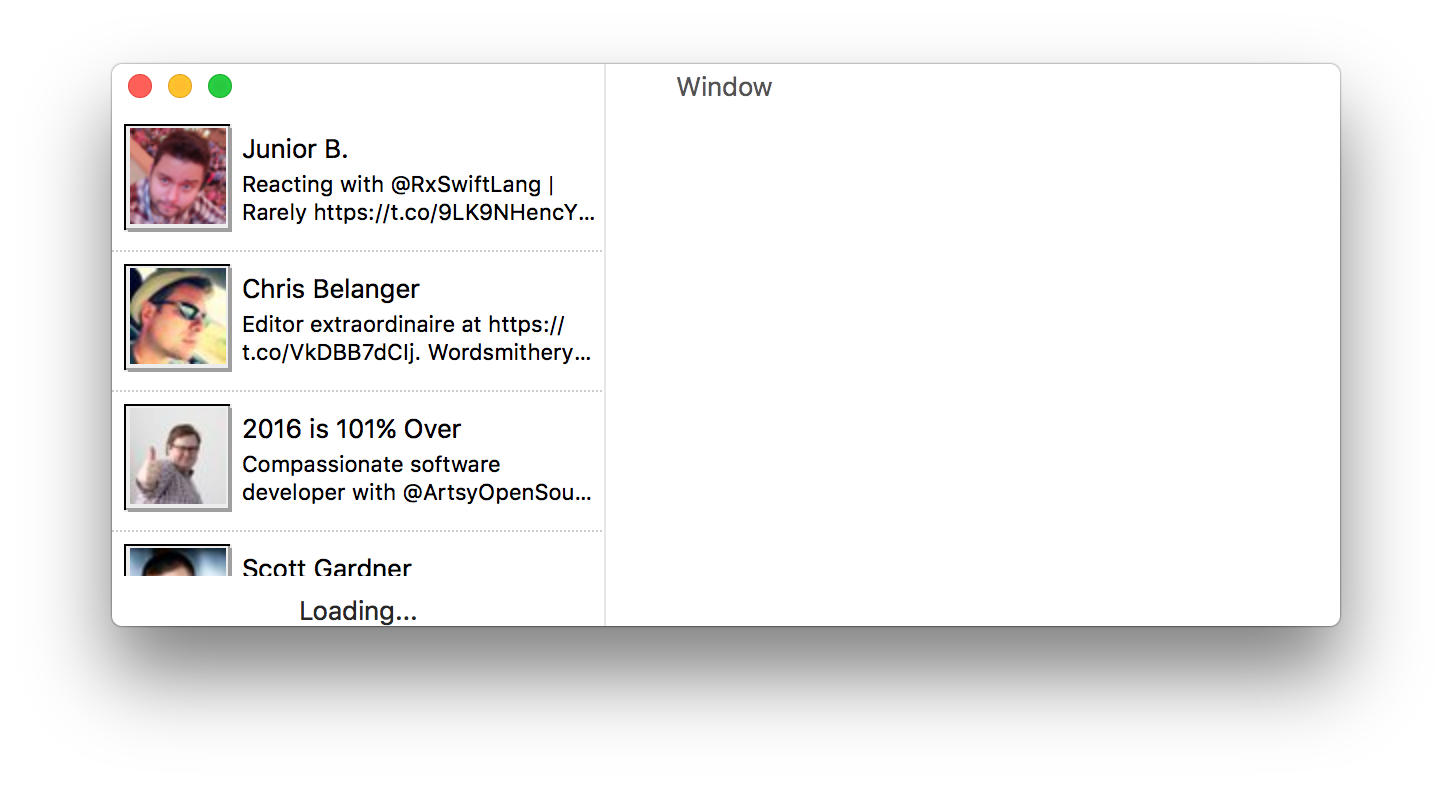 Window
Junior B.
Reacting with @RxSwiftLang |
Rarely https://t.co/9LK9NHencY…
Chris Belanger
Editor extraordinaire at https://
t.co/VkDBB7dClj. Wordsmithery…
2016 is 101% Over
Compassionate software
developer with @ArtsyOpenSou…
Scott Gardner
Loading...